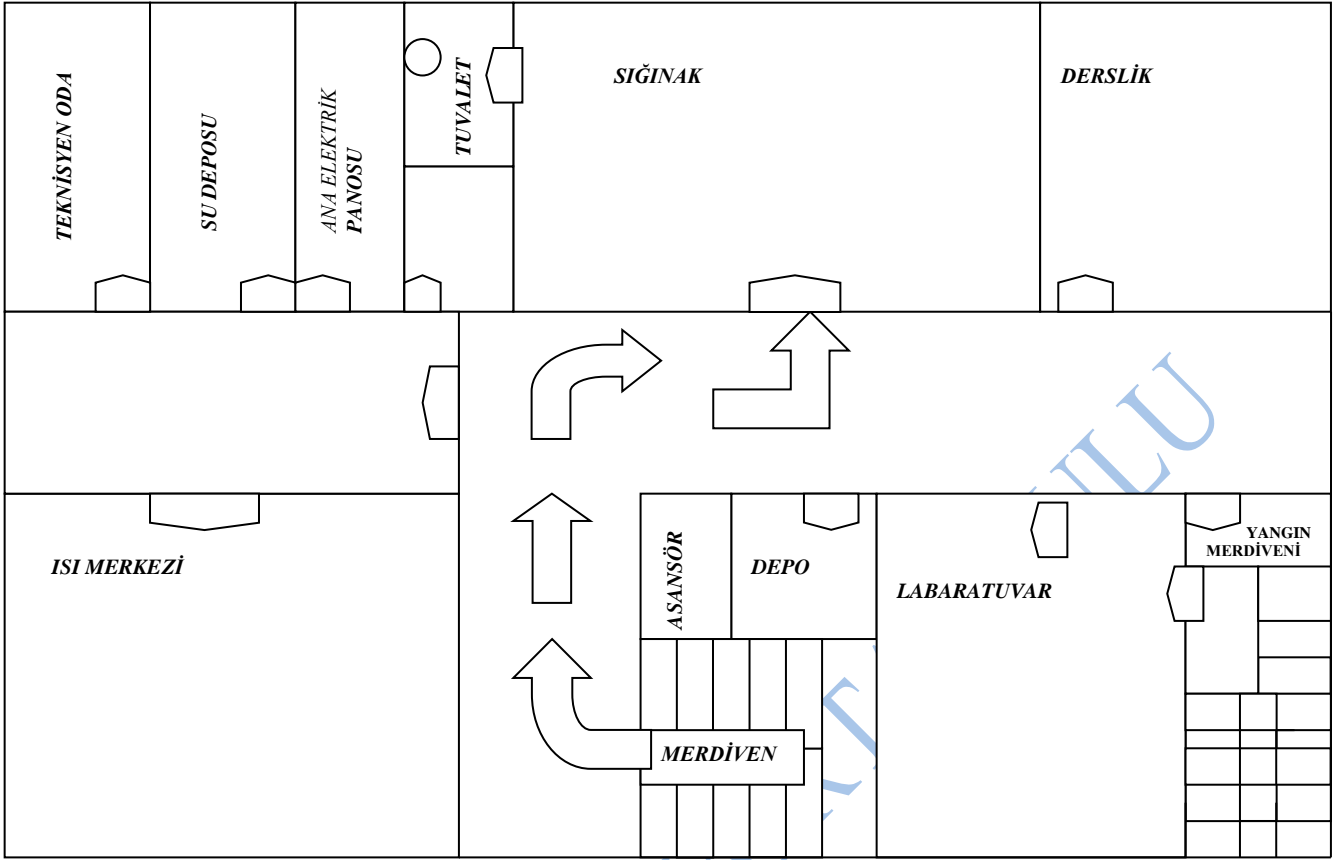 TEKNİSYEN ODA
SU DEPOSU
ANA ELEKTRİK
PANOSU
TUVALET
SIĞINAK
DERSLİK
ISI MERKEZİ
ASANSÖR
DEPO
LABARATUVAR
YANGIN
MERDİVENİ
MERDİVEN